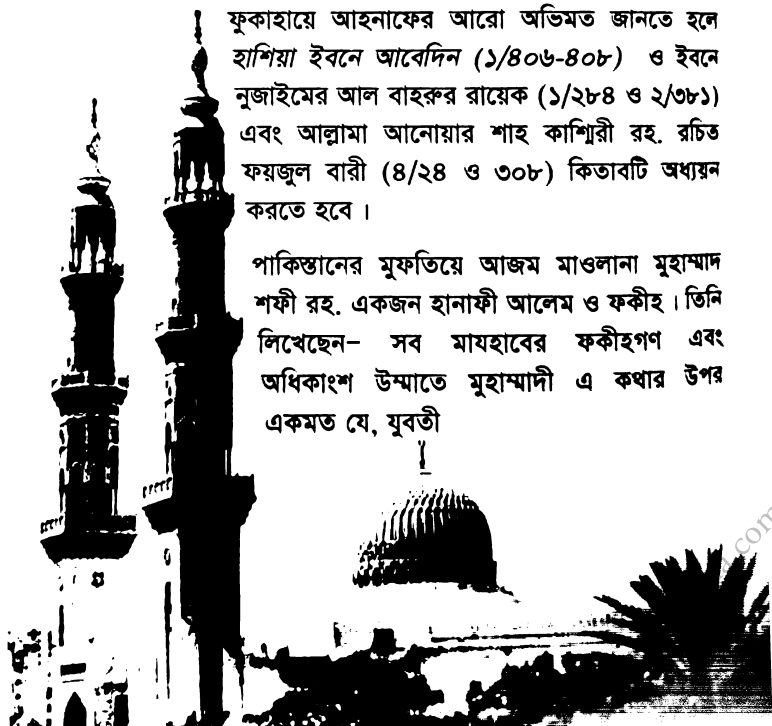 ফুকাহায়ে আহনাফের আরো অভিমত জানতে হলে
হাশিয়া ইবনে আবেদিন (১/৪০৬-৪০৮) ও ইবনে
নুজাইমের আল বাহরুর রায়েক (১/২৮৪ ও ২/৩৮১)
এবং আল্লামা আনোয়ার শাহ কাশ্মিরী রহ. রচিত
ফয়জুল বারী (৪/২৪ ও ৩০৮) কিতাবটি অধ্যয়ন
করতে হবে।
পাকিস্তানের মুফতিয়ে আজম মাওলানা মুহাম্মাদ
শফী রহ. একজন হানাফী আলেম ও ফকীহ। তিনি
লিখেছেন– সব মাযহাবের ফকীহগণ এবং
অধিকাংশ উম্মাতে মুহাম্মাদী এ কথার উপর
একমত যে, যুবতী